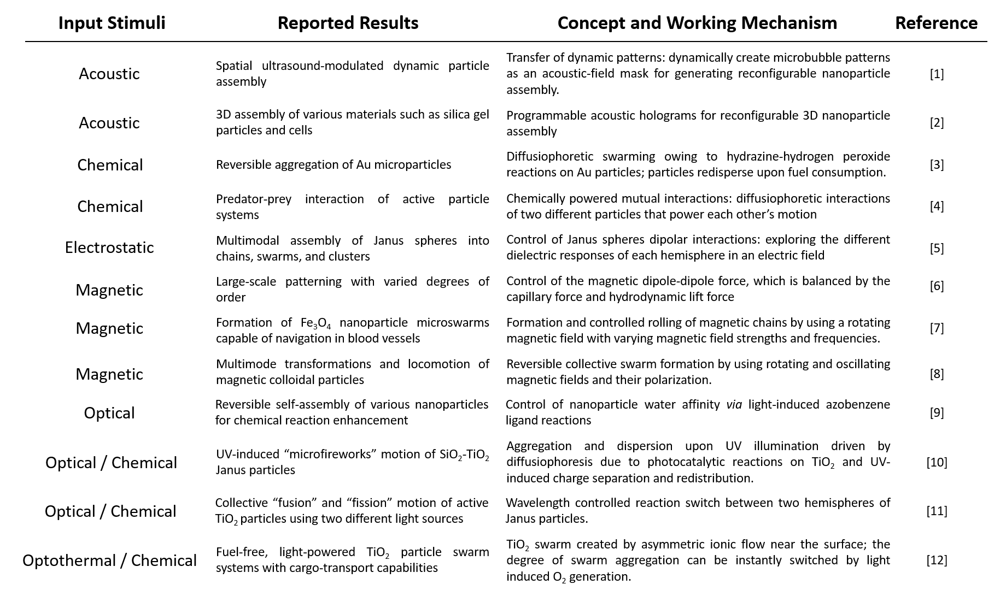 Input Stimuli Reported Results Concept and Working Mechanism Reference
Acoustic
Spatial ultrasound-modulated dynamic particle
assembly
Transfer of dynamic patterns: dynamically create microbubble patterns
as an acoustic-field mask for generating reconfigurable nanoparticle
assembly.
[1]
Acoustic
3D assembly of various materials such as silica gel
particles and cells
Programmable acoustic holograms for reconfigurable 3D nanoparticle
assembly
[2]
Chemical
Reversible aggregation of Au microparticles
Diffusiophoretic swarming owing to hydrazine-hydrogen peroxide
reactions on Au particles; particles redisperse upon fuel consumption.
[3]
Chemical
Predator-prey interaction of active particle
systems
Chemically powered mutual interactions: diffusiophoretic interactions
of two different particles that power each other’s motion
[4]
Electrostatic
Multimodal assembly of Janus spheres into
chains, swarms, and clusters
Control of Janus spheres dipolar interactions: exploring the different
dielectric responses of each hemisphere in an electric field
[5]
Magnetic
Large-scale patterning with varied degrees of
order
Control of the magnetic dipole-dipole force, which is balanced by the
capillary force and hydrodynamic lift force
[6]
Magnetic
Formation of Fe₃O₄ nanoparticle microswarms
capable of navigation in blood vessels
Formation and controlled rolling of magnetic chains by using a rotating
magnetic field with varying magnetic field strengths and frequencies.
[7]
Magnetic
Multimode transformations and locomotion of
magnetic colloidal particles
Reversible collective swarm formation by using rotating and oscillating
magnetic fields and their polarization.
[8]
Optical
Reversible self-assembly of various nanoparticles
for chemical reaction enhancement
Control of nanoparticle water affinity via light-induced azobenzene
ligand reactions
[9]
Optical / Chemical
UV-induced “microfireworks” motion of SiO₂-TiO₂
Janus particles
Aggregation and dispersion upon UV illumination driven by
diffusiophoresis due to photocatalytic reactions on TiO₂ and UV-
induced charge separation and redistribution.
[10]
Optical / Chemical
Collective “fusion” and “fission” motion of active
TiO₂ particles using two different light sources
Wavelength controlled reaction switch between two hemispheres of
Janus particles.
[11]
Optothermal / Chemical
Fuel-free, light-powered TiO₂ particle swarm
systems with cargo-transport capabilities
TiO₂ swarm created by asymmetric ionic flow near the surface; the
degree of swarm aggregation can be instantly switched by light
induced O₂ generation.
[12]